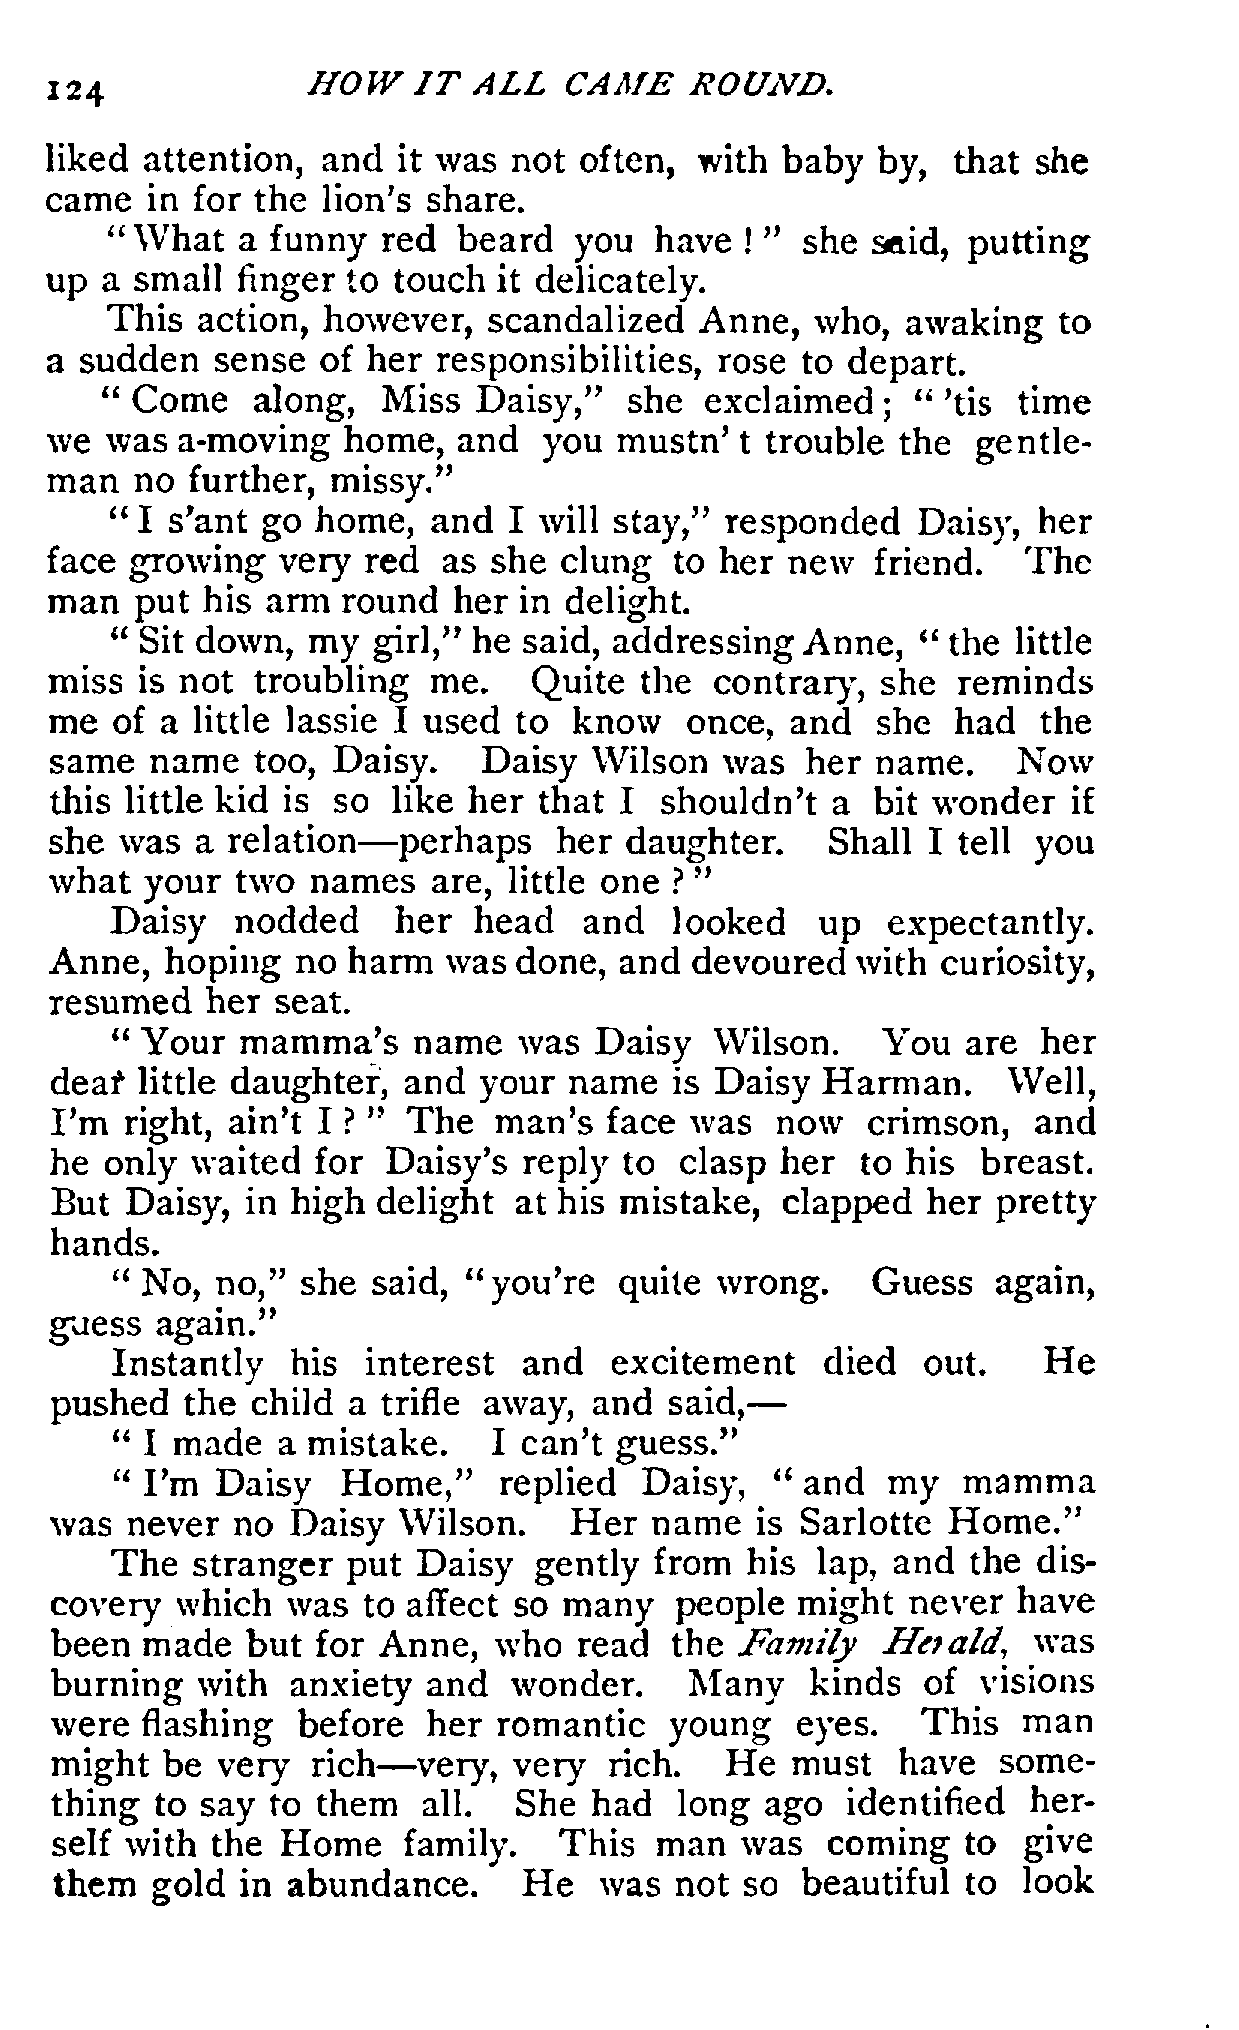 124 HOW IT ALL CAME ROUND.
liked attention, and it was not often, with baby by, that she
came in for the lion's share.
"What a funny red beard you have!" she said, putting
up a small finger to touch it delicately.
This action, however, scandalized Anne, who, awaking to
a sudden sense of her responsibilities, rose to depart.
"Come along, Miss Daisy," she exclaimed; "'tis time
we was a-moving home, and you mustn't trouble the gentle-
man no further, missy."
"I s'ant go home, and I will stay," responded Daisy, her
face growing very red as she clung to her new friend. The
man put his arm round her in delight.
"Sit down, my girl," he said, addressing Anne, "the little
miss is not troubling me. Quite the contrary, she reminds
me of a little lassie I used to know once, and she had the
same name too, Daisy. Daisy Wilson was her name. Now
this little kid is so like her that I shouldn't a bit wonder if
she was a relation—perhaps her daughter. Shall I tell you
what your two names are, little one?"
Daisy nodded her head and looked up expectantly.
Anne, hoping no harm was done, and devoured with curiosity,
resumed her seat.
"Your mamma's name was Daisy Wilson. You are her
dear little daughter, and your name is Daisy Harman. Well,
I'm right, ain't I?" The man's face was now crimson, and
he only waited for Daisy's reply to clasp her to his breast.
But Daisy, in high delight at his mistake, clapped her pretty
hands.
"No, no," she said, "you're quite wrong. Guess again,
guess again."
Instantly his interest and excitement died out. He
pushed the child a trifle away, and said,—
"I made a mistake. I can't guess."
"I'm Daisy Home," replied Daisy, "and my mamma
was never no Daisy Wilson. Her name is Sarlotte Home."
The stranger put Daisy gently from his lap, and the dis-
covery which was to affect so many people might never have
been made but for Anne, who read the Family Herald, was
burning with anxiety and wonder. Many kinds of visions
were flashing before her romantic young eyes. This man
might be very rich—very, very rich. He must have some-
thing to say to them all. She had long ago identified her-
self with the Home family. This man was coming to give
them gold in abundance. He was not so beautiful to look